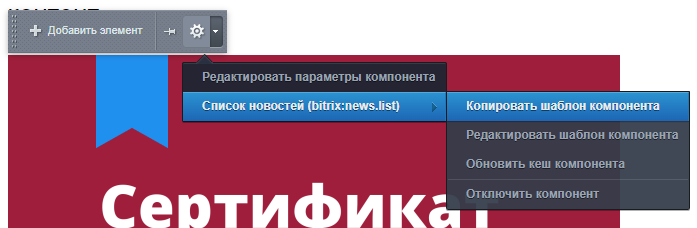 контент
Добавить элемент
Редактировать параметры компонента
Список новостей (bitrix:news.list)
Копировать шаблон компонента
Редактировать шаблон компонента
Обновить кеш компонента
Отключить компонент
Сертификат